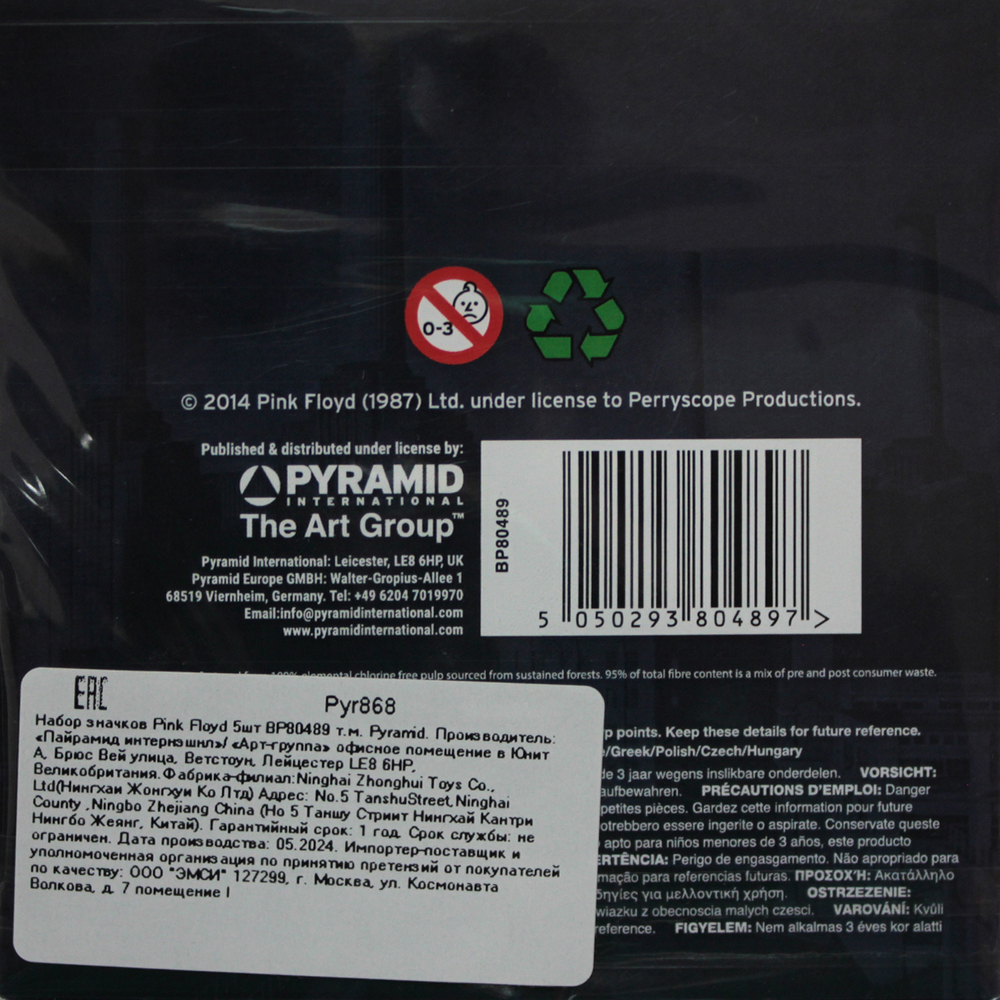 0-3
© 2014 Pink Floyd (1987) Ltd. under license to Perryscope Productions.
Published & distributed under license by:
PYRAMID
INTERNATIONAL
The Art Group™
Pyramid International: Leicester, LE8 6HP, UK
Pyramid Europe GMBH: Walter-Gropius-Allee 1
68519 Viernheim, Germany. Tel: +49 6204 7019970
Email:info@pyramidinternational.com
www.pyramidinternational.com
BP80489
5 050293 804897 >
100% elemental chlorine free pulp sourced from sustained forests. 95% of total fibre content is a mix of pre and post consumer waste.
EAC
Pyr868
Набор значков Pink Floyd 5шт BP80489 т.м. Pyramid. Производитель:
«Пайрамид интернэшнл»/ «Арт-группа» офисное помещение в Юнит
А, Брюс Вей улица, Ветстоун, Лейцестер LE8 6HP,
Великобритания. Фабрика-филиал:Ninghai Zhonghui Toys Co.,
Ltd(Нингхаи Жонгхуи Ко Лтд) Адрес: No.5 TanshuStreet,Ninghai
County ,Ningbo Zhejiang China (Но 5 Таншу Стриит Нингхай Кантри
Нингбо Жеянг, Китай). Гарантийный срок: 1 год. Срок службы: не
ограничен. Дата производства: 05.2024. Импортер-поставщик и
уполномоченная организация по принятию претензий от покупателей
по качеству: ООО "ЭМСИ" 127299, г. Москва, ул. Космонавта
Волкова, д. 7 помещение I
p points. Keep these details for future reference.
e/Greek/Polish/Czech/Hungary
de 3 jaar wegens inslikbare onderdelen. VORSICHT:
aufbewahren. PRÉCAUTIONS D'EMPLOI: Danger
petites pièces. Gardez cette information pour future
otrebbero essere ingerite o aspirate. Conservate queste
apto para niños menores de 3 años, este producto
ERTÊNCIA: Perigo de engasgamento. Não apropriado para
mação para referencias futuras. ΠΡΟΣΟΧΉ: Ακατάλληλο
δηγίες για μελλοντική χρήση. OSTRZEZENIE:
wiazku z obecnoscia malych czesci. VAROVÁNÍ: Kvůli
reference. FIGYELEM: Nem alkalmas 3 éves kor alatti